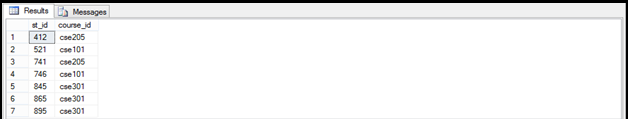 Results Messages
st_id course_id
1 412 cse205
2 521 cse101
3 741 cse205
4 746 cse101
5 845 cse301
6 865 cse301
7 895 cse301